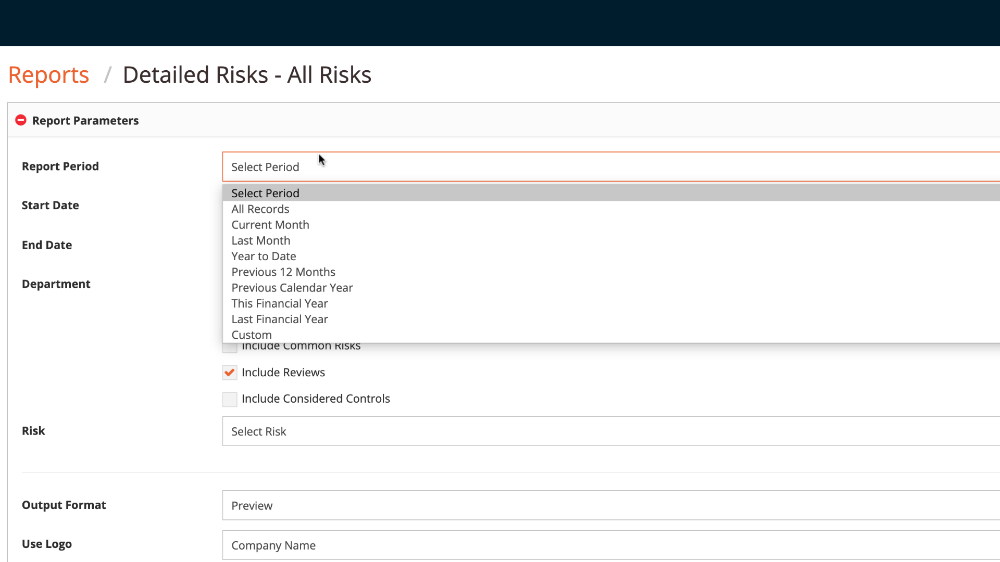 Reports / Detailed Risks - All Risks
Report Parameters
Report Period
Select Period
Select Period
Start Date
All Records
Current Month
End Date
Last Month
Year to Date
Department
Previous 12 Months
Previous Calendar Year
This Financial Year
Last Financial Year
Custom
Include Common Risks
Include Reviews
Include Considered Controls
Risk
Select Risk
Output Format
Preview
Use Logo
Company Name